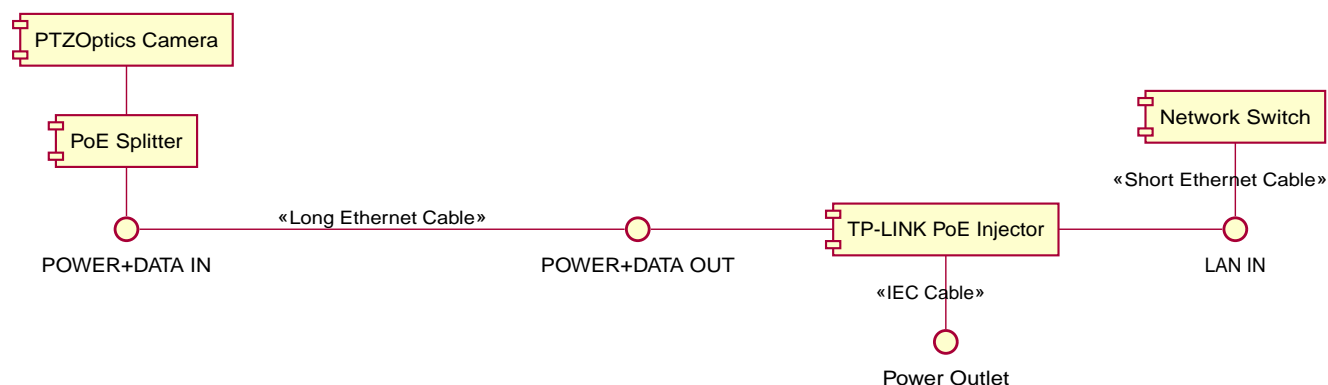 PTZOptics Camera
Network Switch
PoE Splitter
«Short Ethernet Cable»
«Long Ethernet Cable»
TP-LINK PoE Injector
POWER+DATA IN
POWER+DATA OUT
LAN IN
«IEC Cable»
Power Outlet